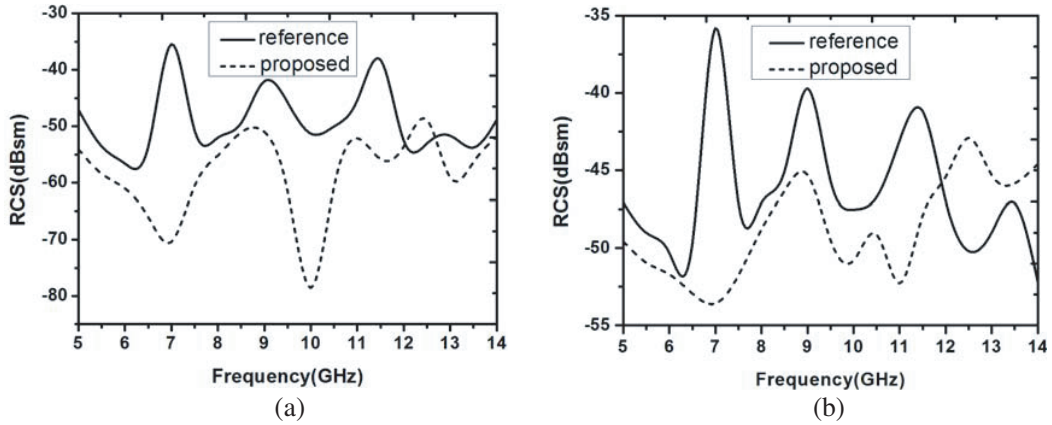 -30
-40
-50
-60
-70
-80
RCS(dBsm)
reference
proposed
5 6 7 8 9 10 11 12 13 14
Frequency(GHz)
(a)
-35
-40
-45
-50
-55
RCS(dBsm)
reference
proposed
5 6 7 8 9 10 11 12 13 14
Frequency(GHz)
(b)